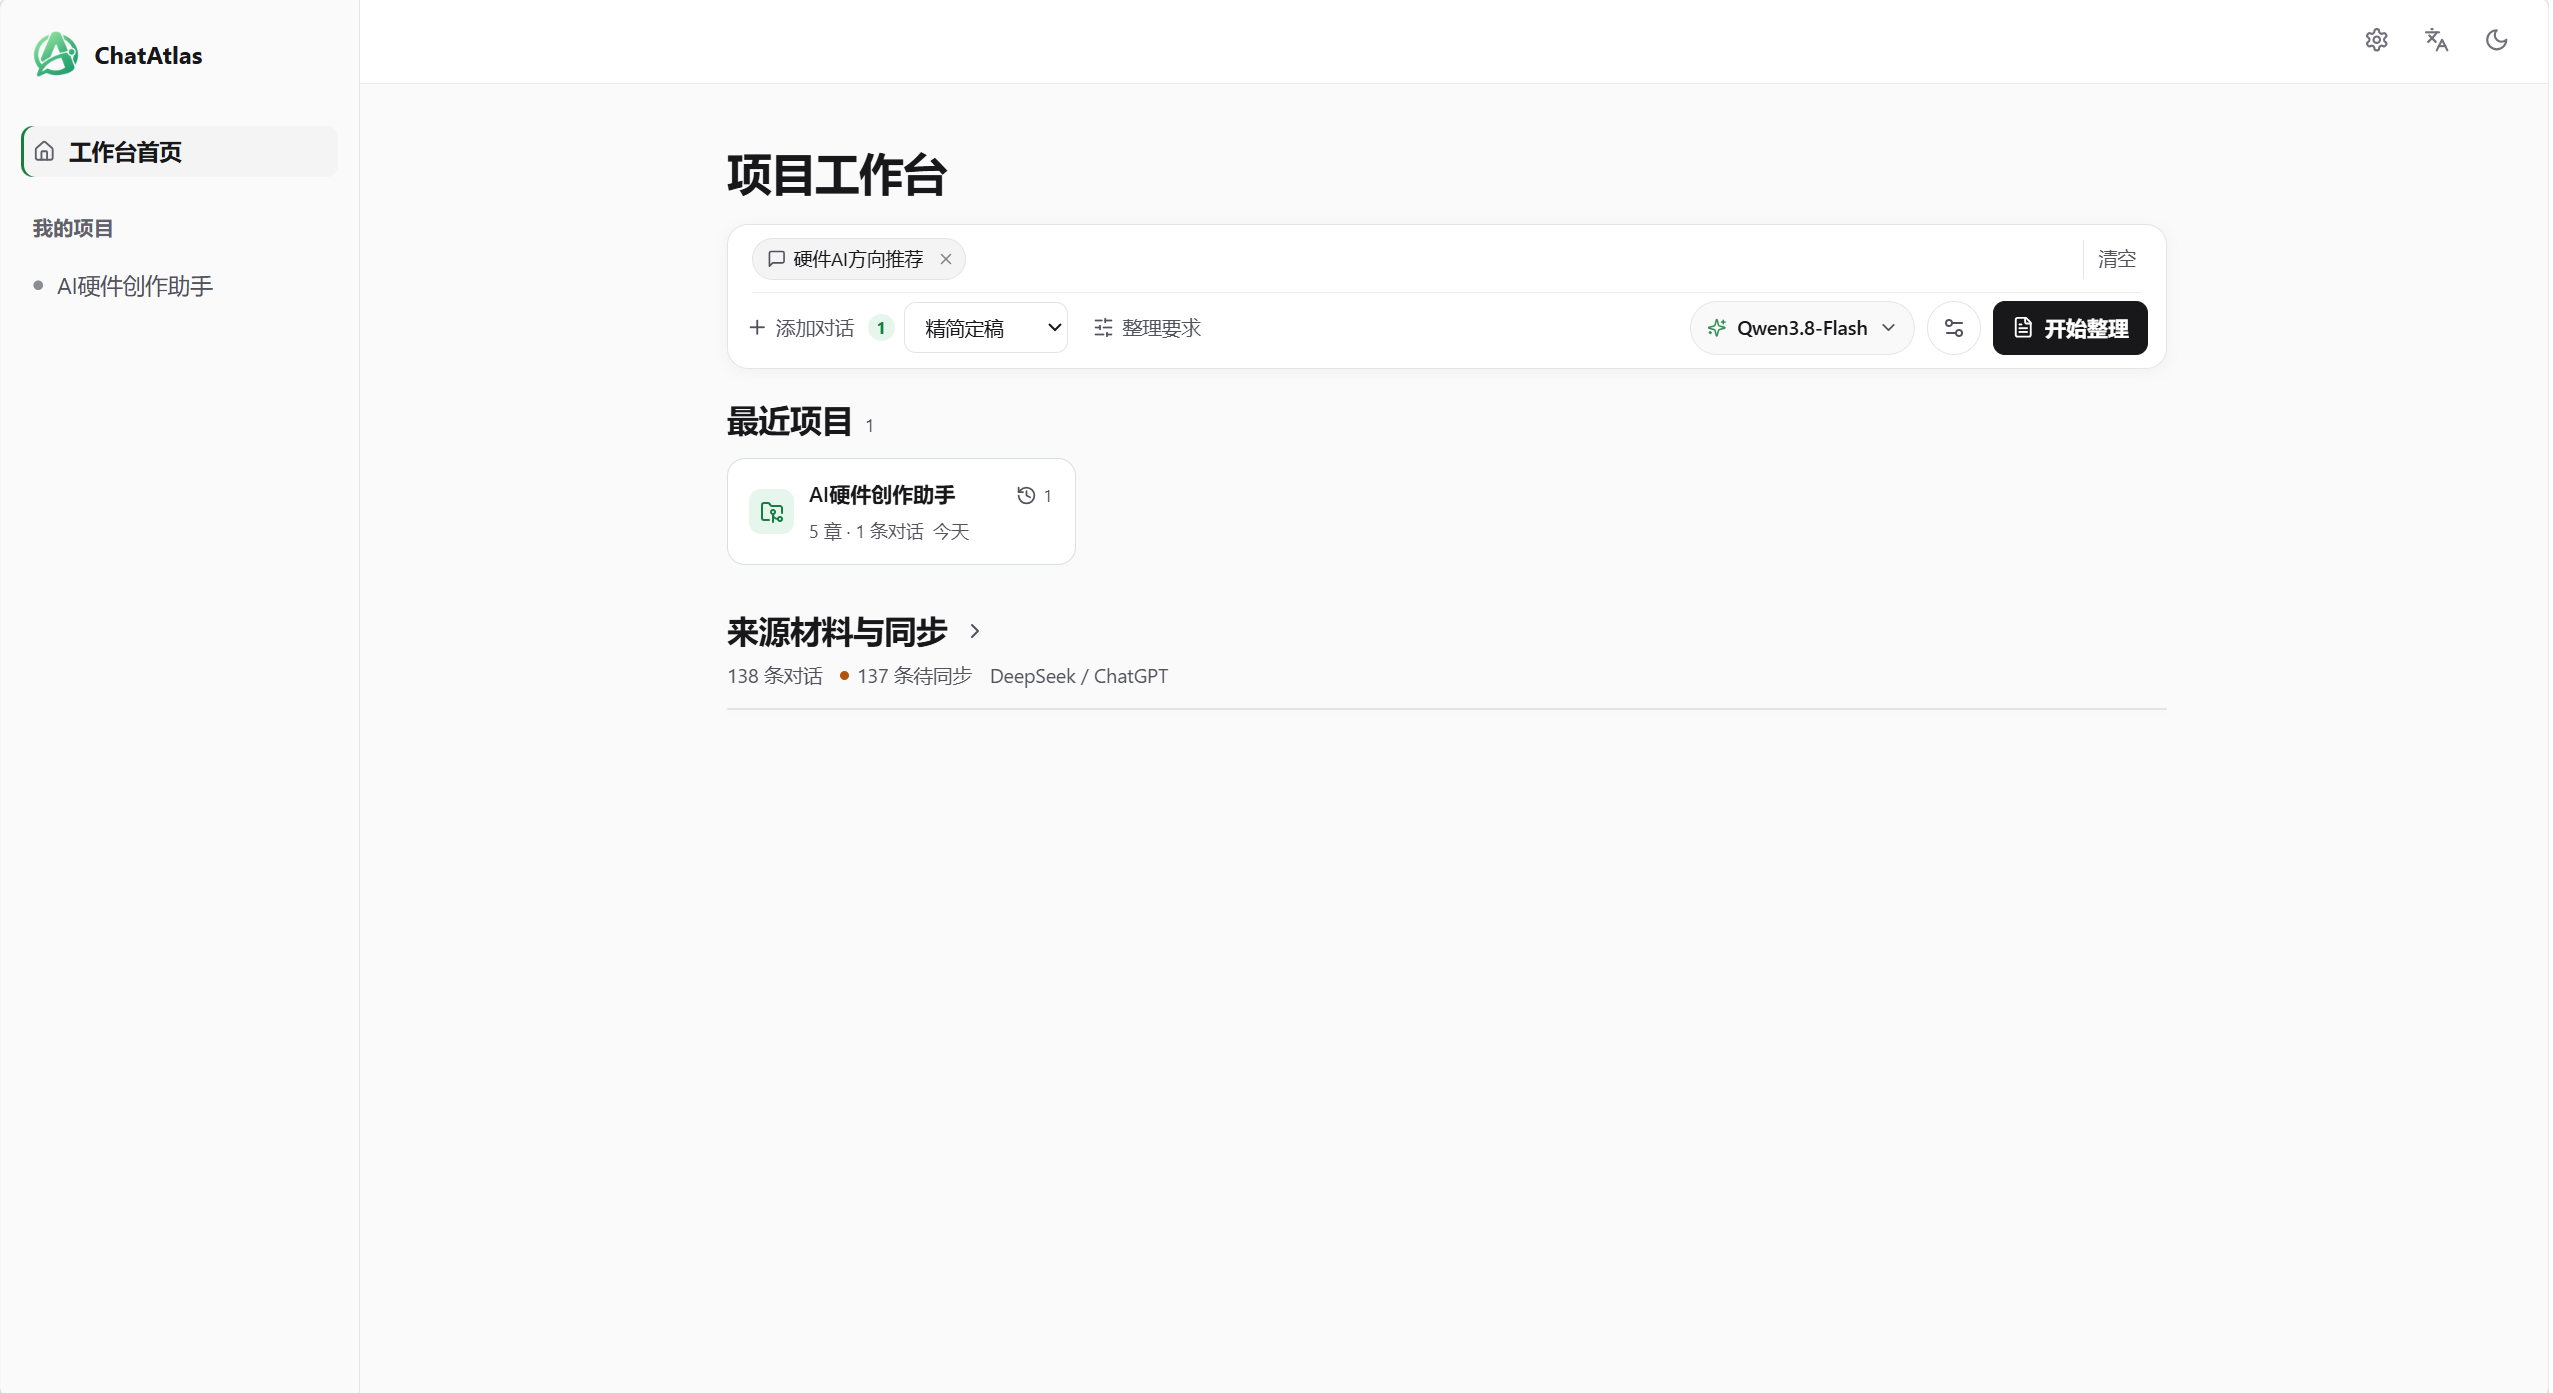 ChatAtlas
工作台首页
我的项目
AI硬件创作助手
项目工作台
硬件AI方向推荐
清空
添加对话 1 精简定稿 整理要求 Qwen3.8-Flash 开始整理
最近项目 1
AI硬件创作助手 1
5 章 · 1 条对话 今天
来源材料与同步
138 条对话 137 条待同步 DeepSeek / ChatGPT